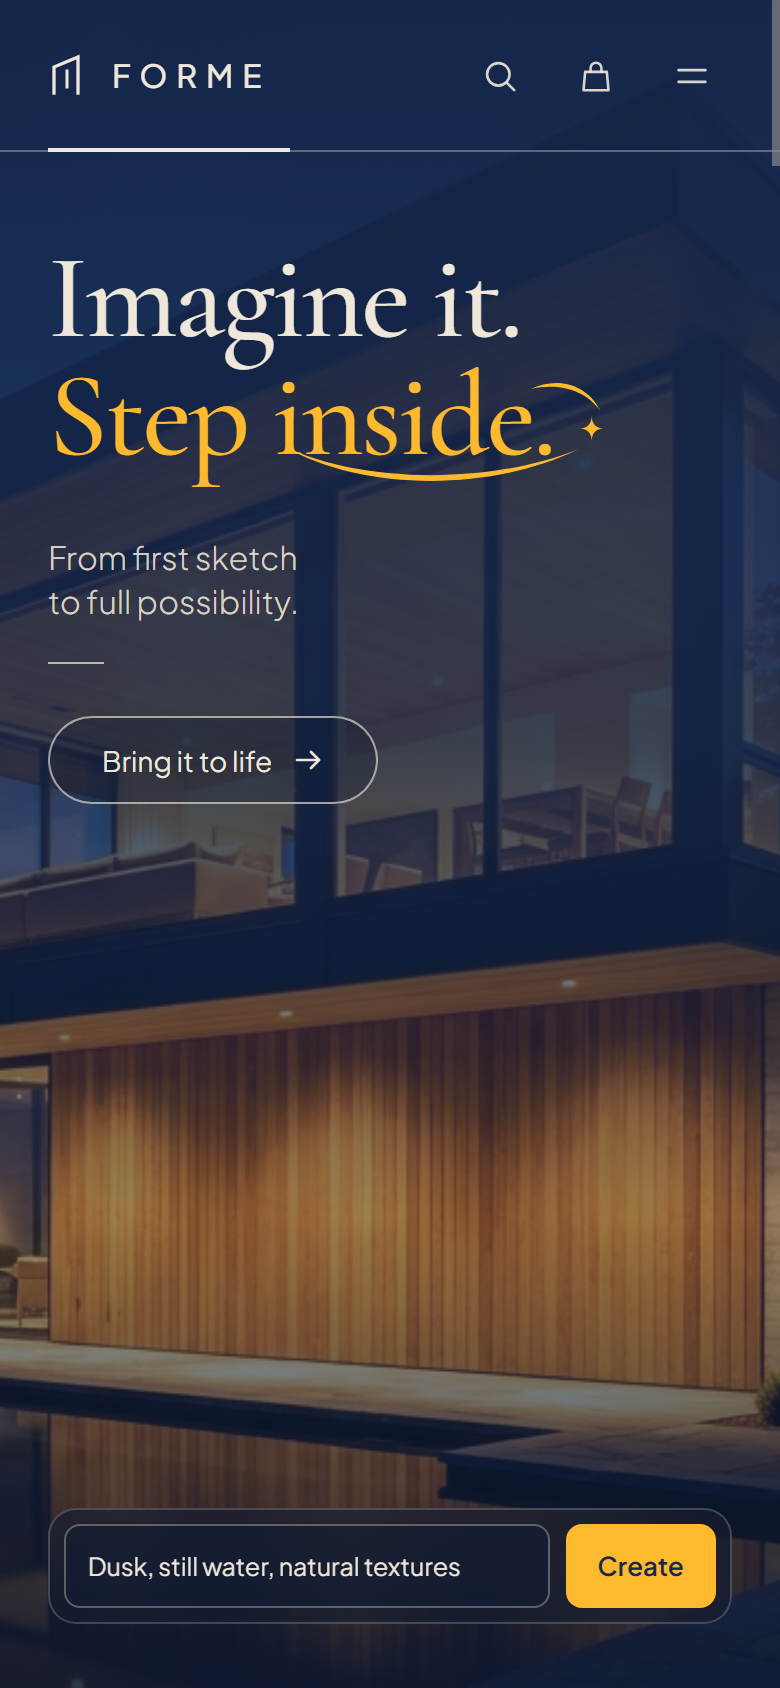 FORME
Imagine it.
Step inside.
From first sketch
to full possibility.
Bring it to life
Dusk, still water, natural textures
Create